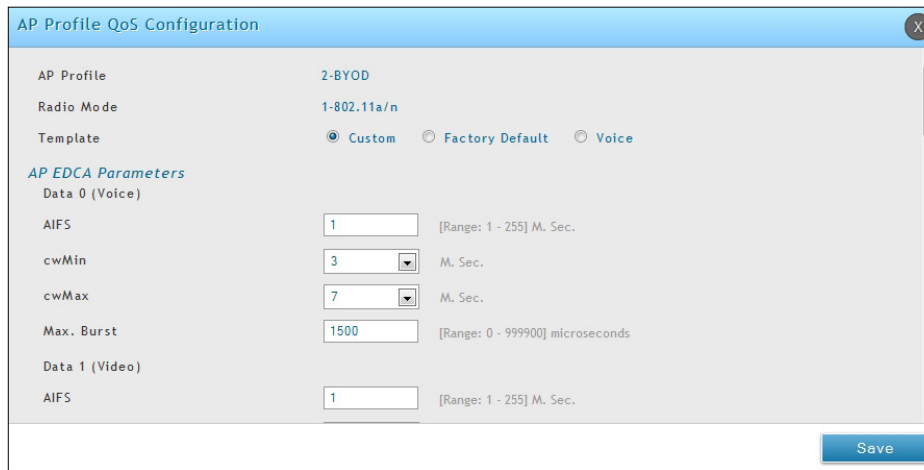 AP Profile QoS Configuration
X
AP Profile 2-BYOD
Radio Mode 1-802.11a/n
Template Custom Factory Default Voice
AP EDCA Parameters
Data 0 (Voice)
AIFS 1 [Range: 1 - 255] M. Sec.
cwMin 3 M. Sec.
cwMax 7 M. Sec.
Max. Burst 1500 [Range: 0 - 999900] microseconds
Data 1 (Video)
AIFS 1 [Range: 1 - 255] M. Sec.
Save